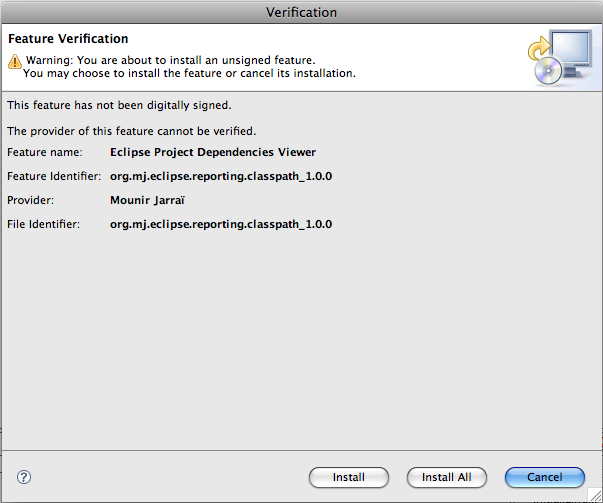 Verification
Feature Verification
Warning: You are about to install an unsigned feature.
You may choose to install the feature or cancel its installation.
This feature has not been digitally signed.
The provider of this feature cannot be verified.
Feature name: Eclipse Project Dependencies Viewer
Feature Identifier: org.mj.eclipse.reporting.classpath_1.0.0
Provider: Mounir Jarraï
File Identifier: org.mj.eclipse.reporting.classpath_1.0.0
? Install Install All Cancel